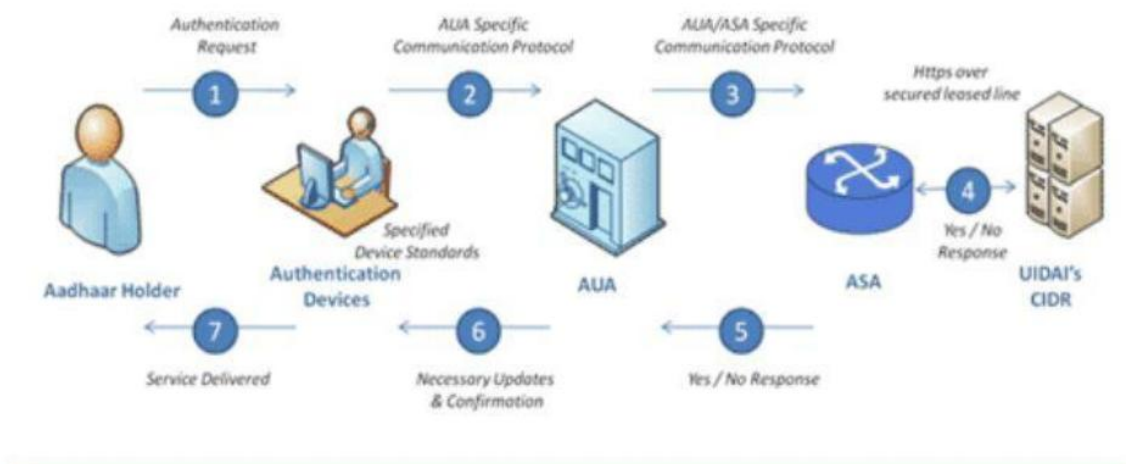 Authentication
Request
1
AUA Specific
Communication Protocol
2
AUA/ASA Specific
Communication Protocol
3
Https over
secured leased line
4
Yes / No
Response
Specified
Device Standards
Aadhaar Holder
Authentication
Devices
AUA
ASA
UIDAI's
CIDR
7
Service Delivered
6
Necessary Updates
& Confirmation
5
Yes / No Response